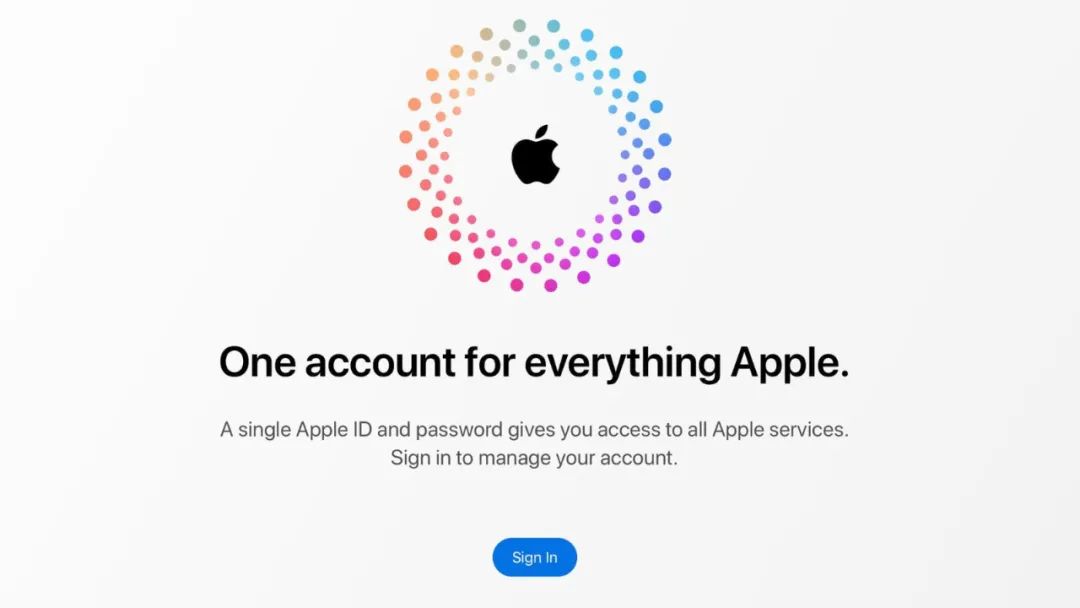 One account for everything Apple.
A single Apple ID and password gives you access to all Apple services.
Sign in to manage your account.
Sign In